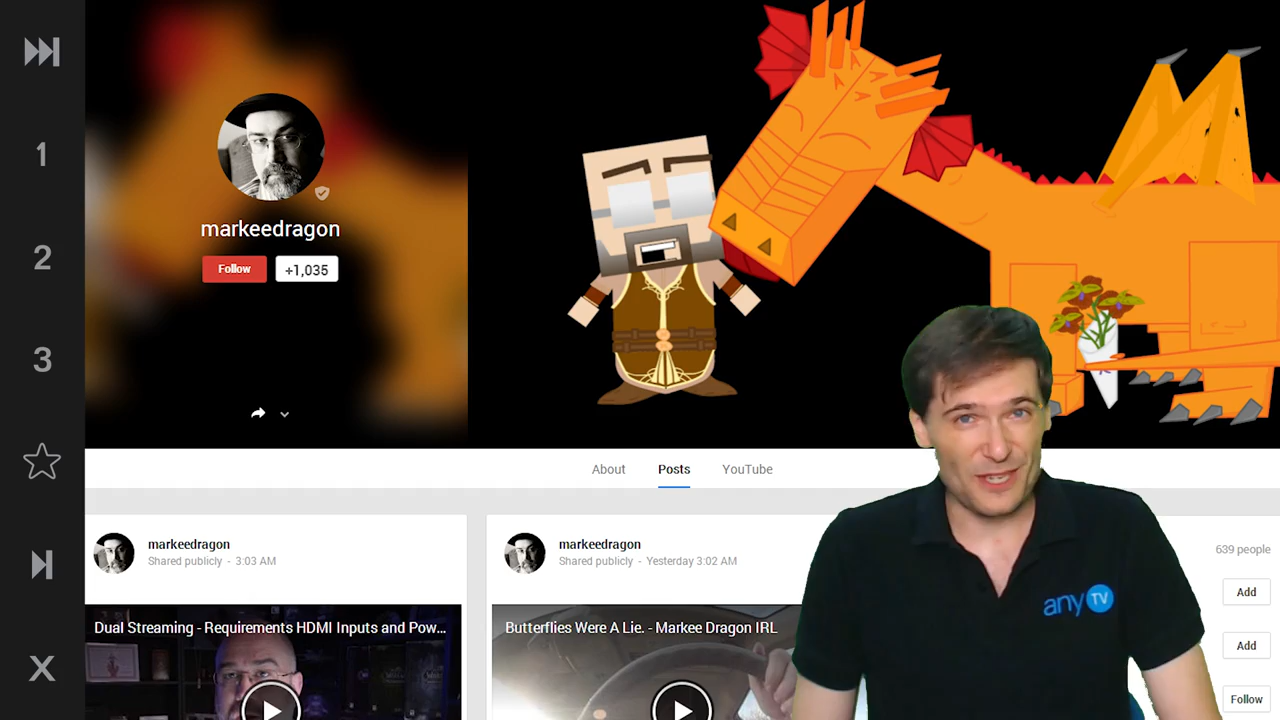 1
2
3
X
markeedragon
Follow
+1,035
About
Posts
YouTube
markeedragon
Shared publicly - 3:03 AM
Dual Streaming - Requirements HDMI Inputs and Pow...
markeedragon
Shared publicly - Yesterday 3:02 AM
Butterflies Were A Lie. - Markee Dragon IRL
639 people
Add
Add
Follow
any TV